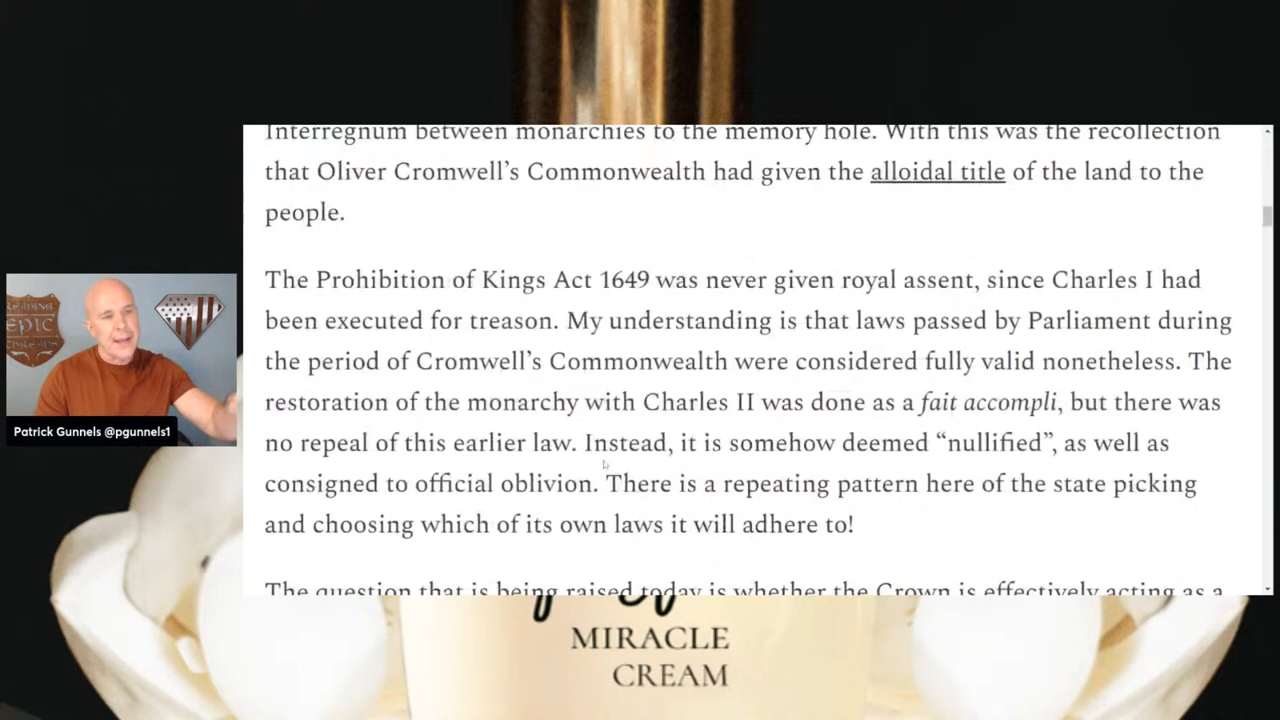 Interregnum between monarchies to the memory hole. With this was the recollection
that Oliver Cromwell’s Commonwealth had given the alloidal title of the land to the
people.
The Prohibition of Kings Act 1649 was never given royal assent, since Charles I had
been executed for treason. My understanding is that laws passed by Parliament during
the period of Cromwell’s Commonwealth were considered fully valid nonetheless. The
restoration of the monarchy with Charles II was done as a fait accompli, but there was
no repeal of this earlier law. Instead, it is somehow deemed “nullified”, as well as
consigned to official oblivion. There is a repeating pattern here of the state picking
and choosing which of its own laws it will adhere to!
The question that is being raised today is whether the Crown is effectively acting as a
READING
EPIC
THREADS
Patrick Gunnels @pgunnels1
MIRACLE
CREAM